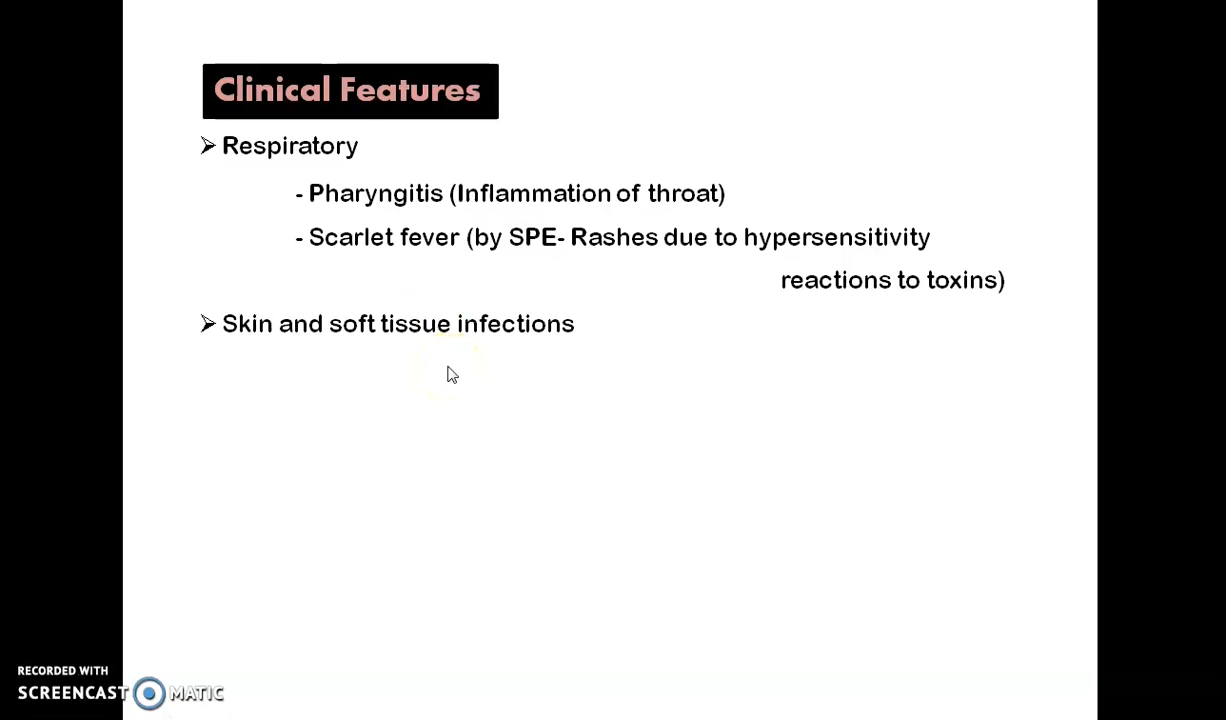 Clinical Features
➢ Respiratory
- Pharyngitis (Inflammation of throat)
- Scarlet fever (by SPE- Rashes due to hypersensitivity
reactions to toxins)
➢ Skin and soft tissue infections
RECORDED WITH
SCREENCAST MATIC